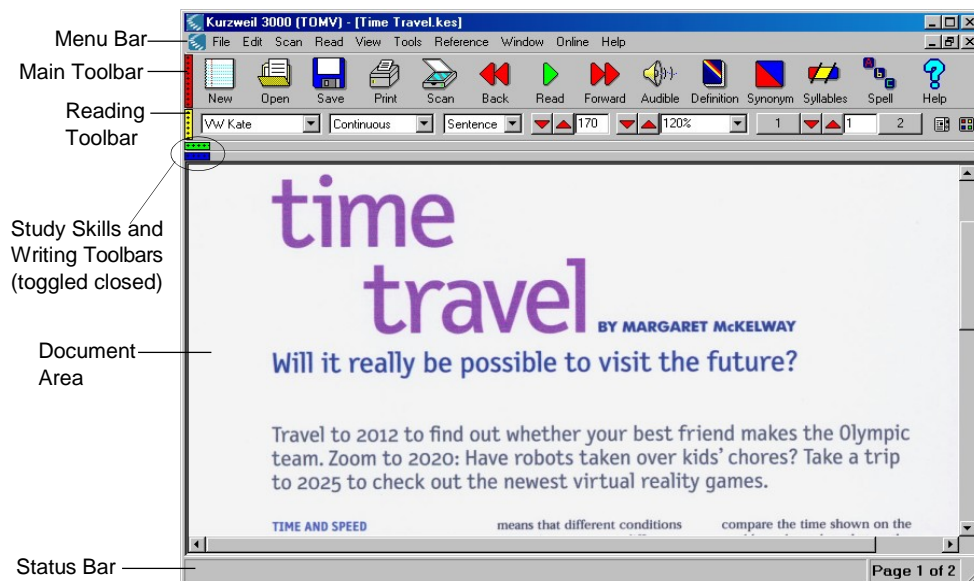 Kurzweil 3000 (TOMV) - [Time Travel.kes]
Menu Bar
File Edit Scan Read View Tools Reference Window Online Help
Main Toolbar
New Open Save Print Scan Back Read Forward Audible Definition Synonym Syllables Spell Help
Reading
Toolbar
VW Kate Continuous Sentence 170 120% 1 1 2
Study Skills and
Writing Toolbars
(toggled closed)
time
travel
BY MARGARET McKELWAY
Document
Area
Will it really be possible to visit the future?
Travel to 2012 to find out whether your best friend makes the Olympic
team. Zoom to 2020: Have robots taken over kids' chores? Take a trip
to 2025 to check out the newest virtual reality games.
TIME AND SPEED
means that different conditions
compare the time shown on the
Status Bar
Page 1 of 2